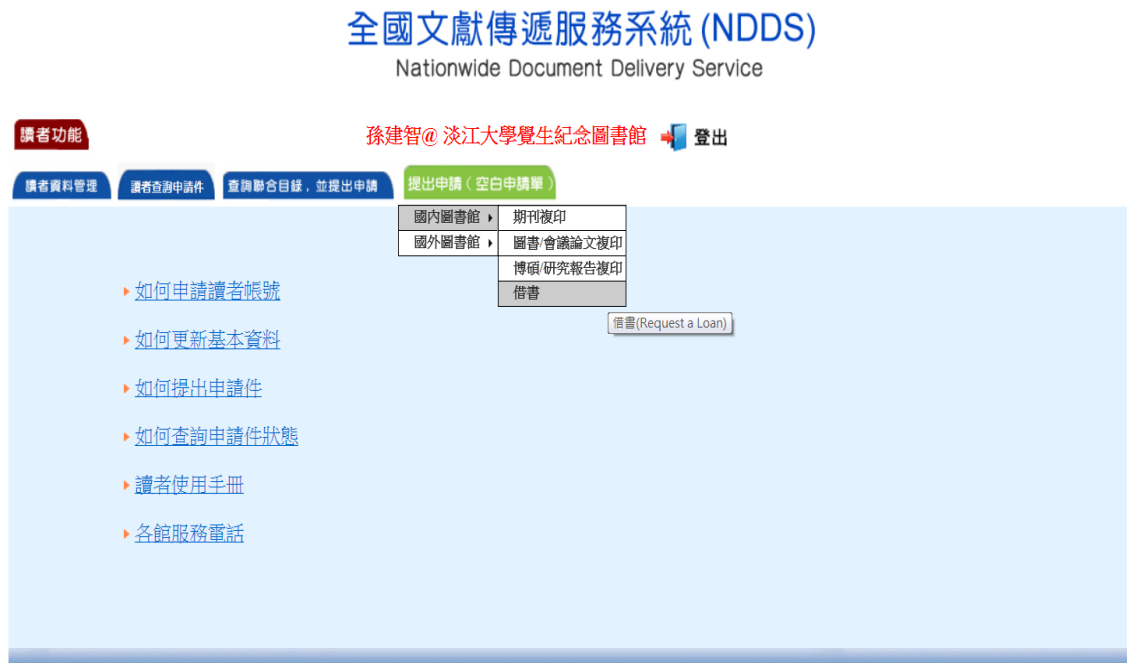 全國文獻傳遞服務系統 (NDDS)
Nationwide Document Delivery Service
讀者功能
孫建智@ 淡江大學覺生紀念圖書館
登出
讀者資料管理
讀者查詢申請件
查詢聯合目錄，並提出申請
提出申請（空白申請單）
國內圖書館
期刊複印
國外圖書館
圖書/會議論文複印
博碩/研究報告複印
借書
借書(Request a Loan)
如何申請讀者帳號
如何更新基本資料
如何提出申請件
如何查詢申請件狀態
讀者使用手冊
各館服務電話